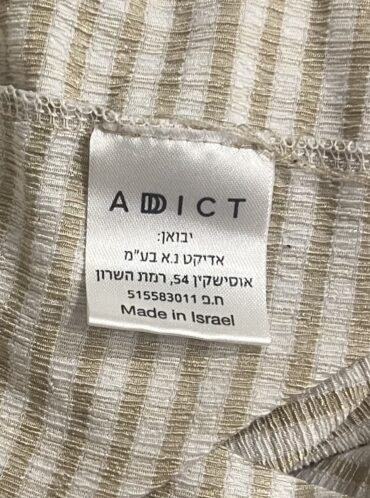 ADDICT
יבואן:
אדיקט נ.א בע"מ
אוסישקין 54, רמת השרון
ח.פ 515583011
Made in Israel